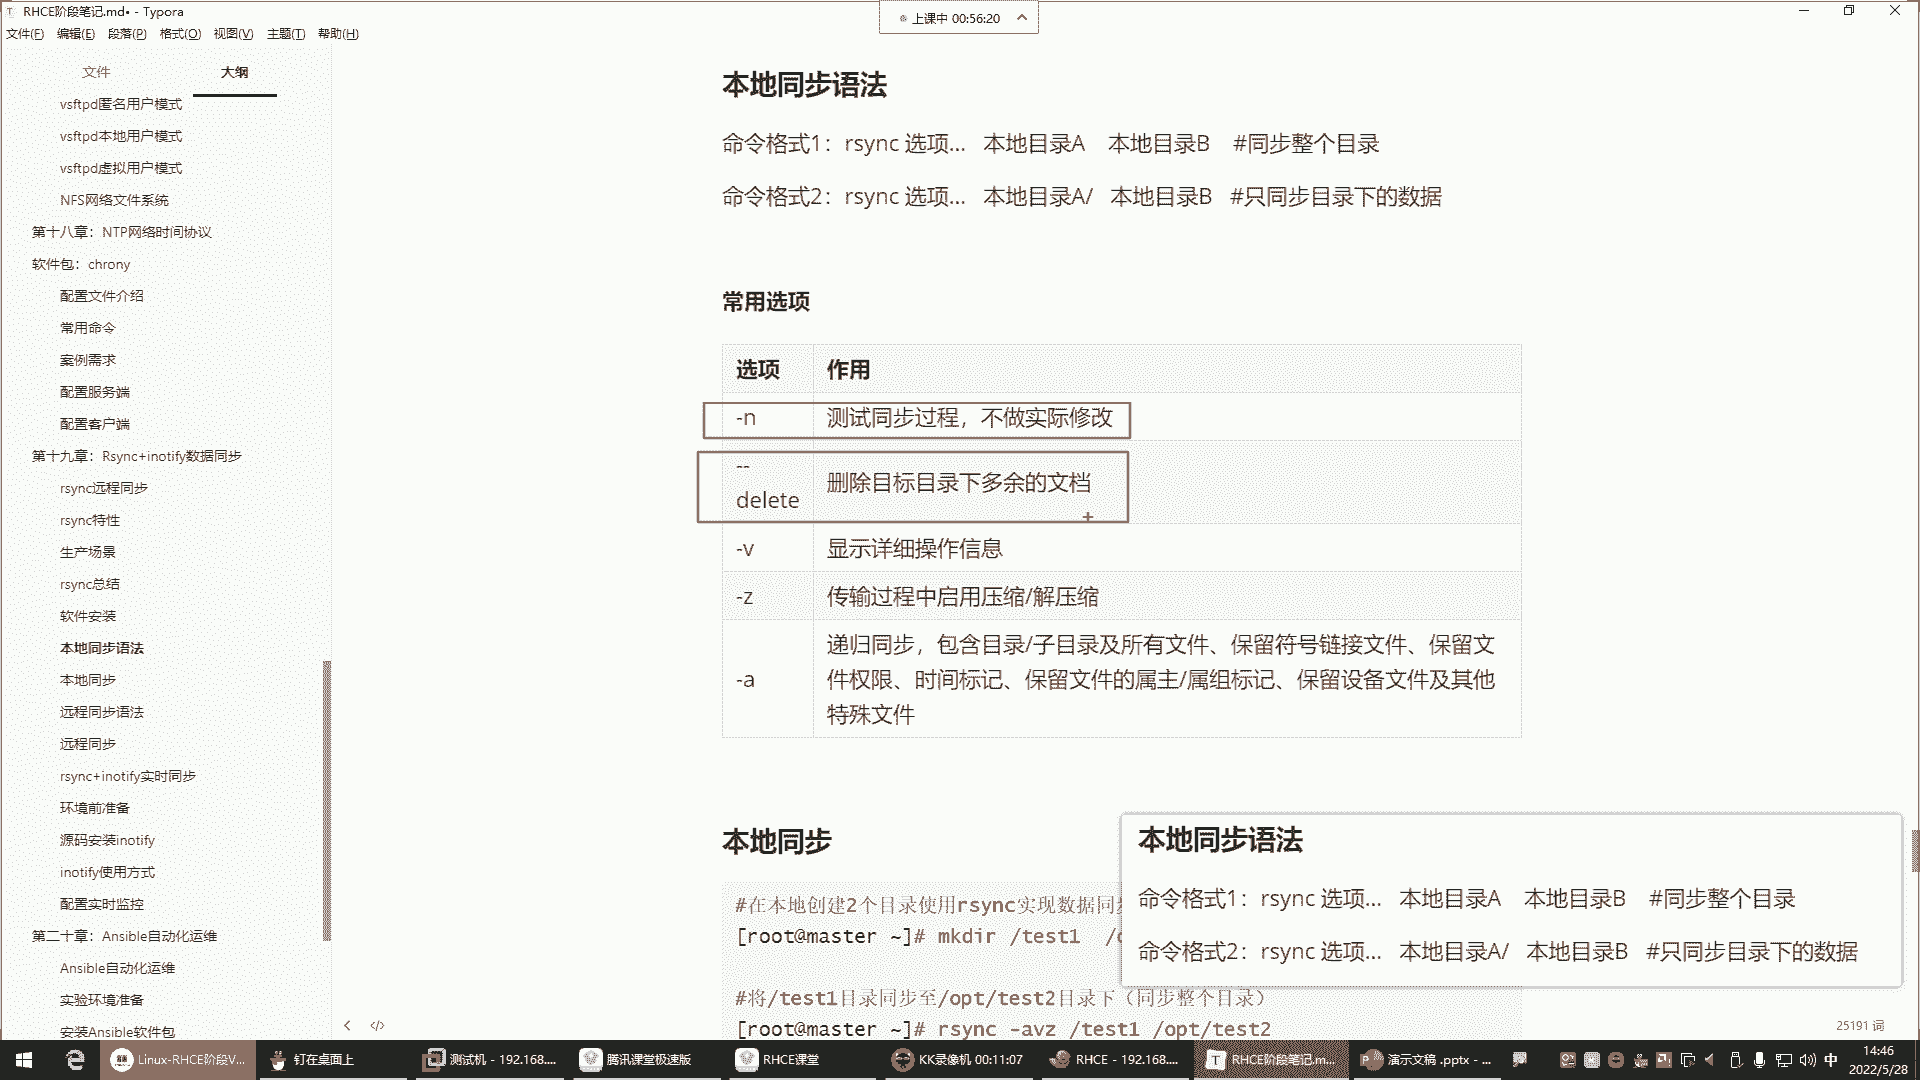 RHCE阶段笔记.md• - Typora
上课中 00:56:20
文件(F) 编辑(E) 段落(P) 格式(O) 视图(V) 主题(T) 帮助(H)
文件 大纲
vsftpd匿名用户模式
vsftpd本地用户模式
vsftpd虚拟用户模式
NFS网络文件系统
第十八章：NTP网络时间协议
软件包：chrony
配置文件介绍
常用命令
案例需求
配置服务端
配置客户端
第十九章：Rsync+inotify数据同步
rsync远程同步
rsync特性
生产场景
rsync总结
软件安装
本地同步语法
本地同步
远程同步语法
远程同步
rsync+inotify实时同步
环境前准备
源码安装inotify
inotify使用方式
配置实时监控
第二十章：Ansible自动化运维
Ansible自动化运维
实验环境准备
安装Ansible软件包
本地同步语法
命令格式1：rsync 选项... 本地目录A 本地目录B #同步整个目录
命令格式2：rsync 选项... 本地目录A/ 本地目录B #只同步目录下的数据
常用选项
选项 作用
-n 测试同步过程，不做实际修改
--
delete 删除目标目录下多余的文档
-v 显示详细操作信息
-z 传输过程中启用压缩/解压缩
-a 递归同步，包含目录/子目录及所有文件、保留符号链接文件、保留文
件权限、时间标记、保留文件的属主/属组标记、保留设备文件及其他
特殊文件
本地同步
#在本地创建2个目录使用rsync实现数据同
[root@master ~]# mkdir /test1
#将/test1目录同步至/opt/test2目录下（同步整个目录）
[root@master ~]# rsync -avz /test1 /opt/test2
本地同步语法
命令格式1：rsync 选项... 本地目录A 本地目录B #同步整个目录
命令格式2：rsync 选项... 本地目录A/ 本地目录B #只同步目录下的数据
25191 词
Linux-RHCE阶段V...
钉在桌面上
测试机 - 192.168....
腾讯课堂极速版
RHCE课堂
KK录像机 00:11:07
RHCE - 192.168....
RHCE阶段笔记.m...
演示文稿 .pptx - ...
中
14:46
2022/5/28